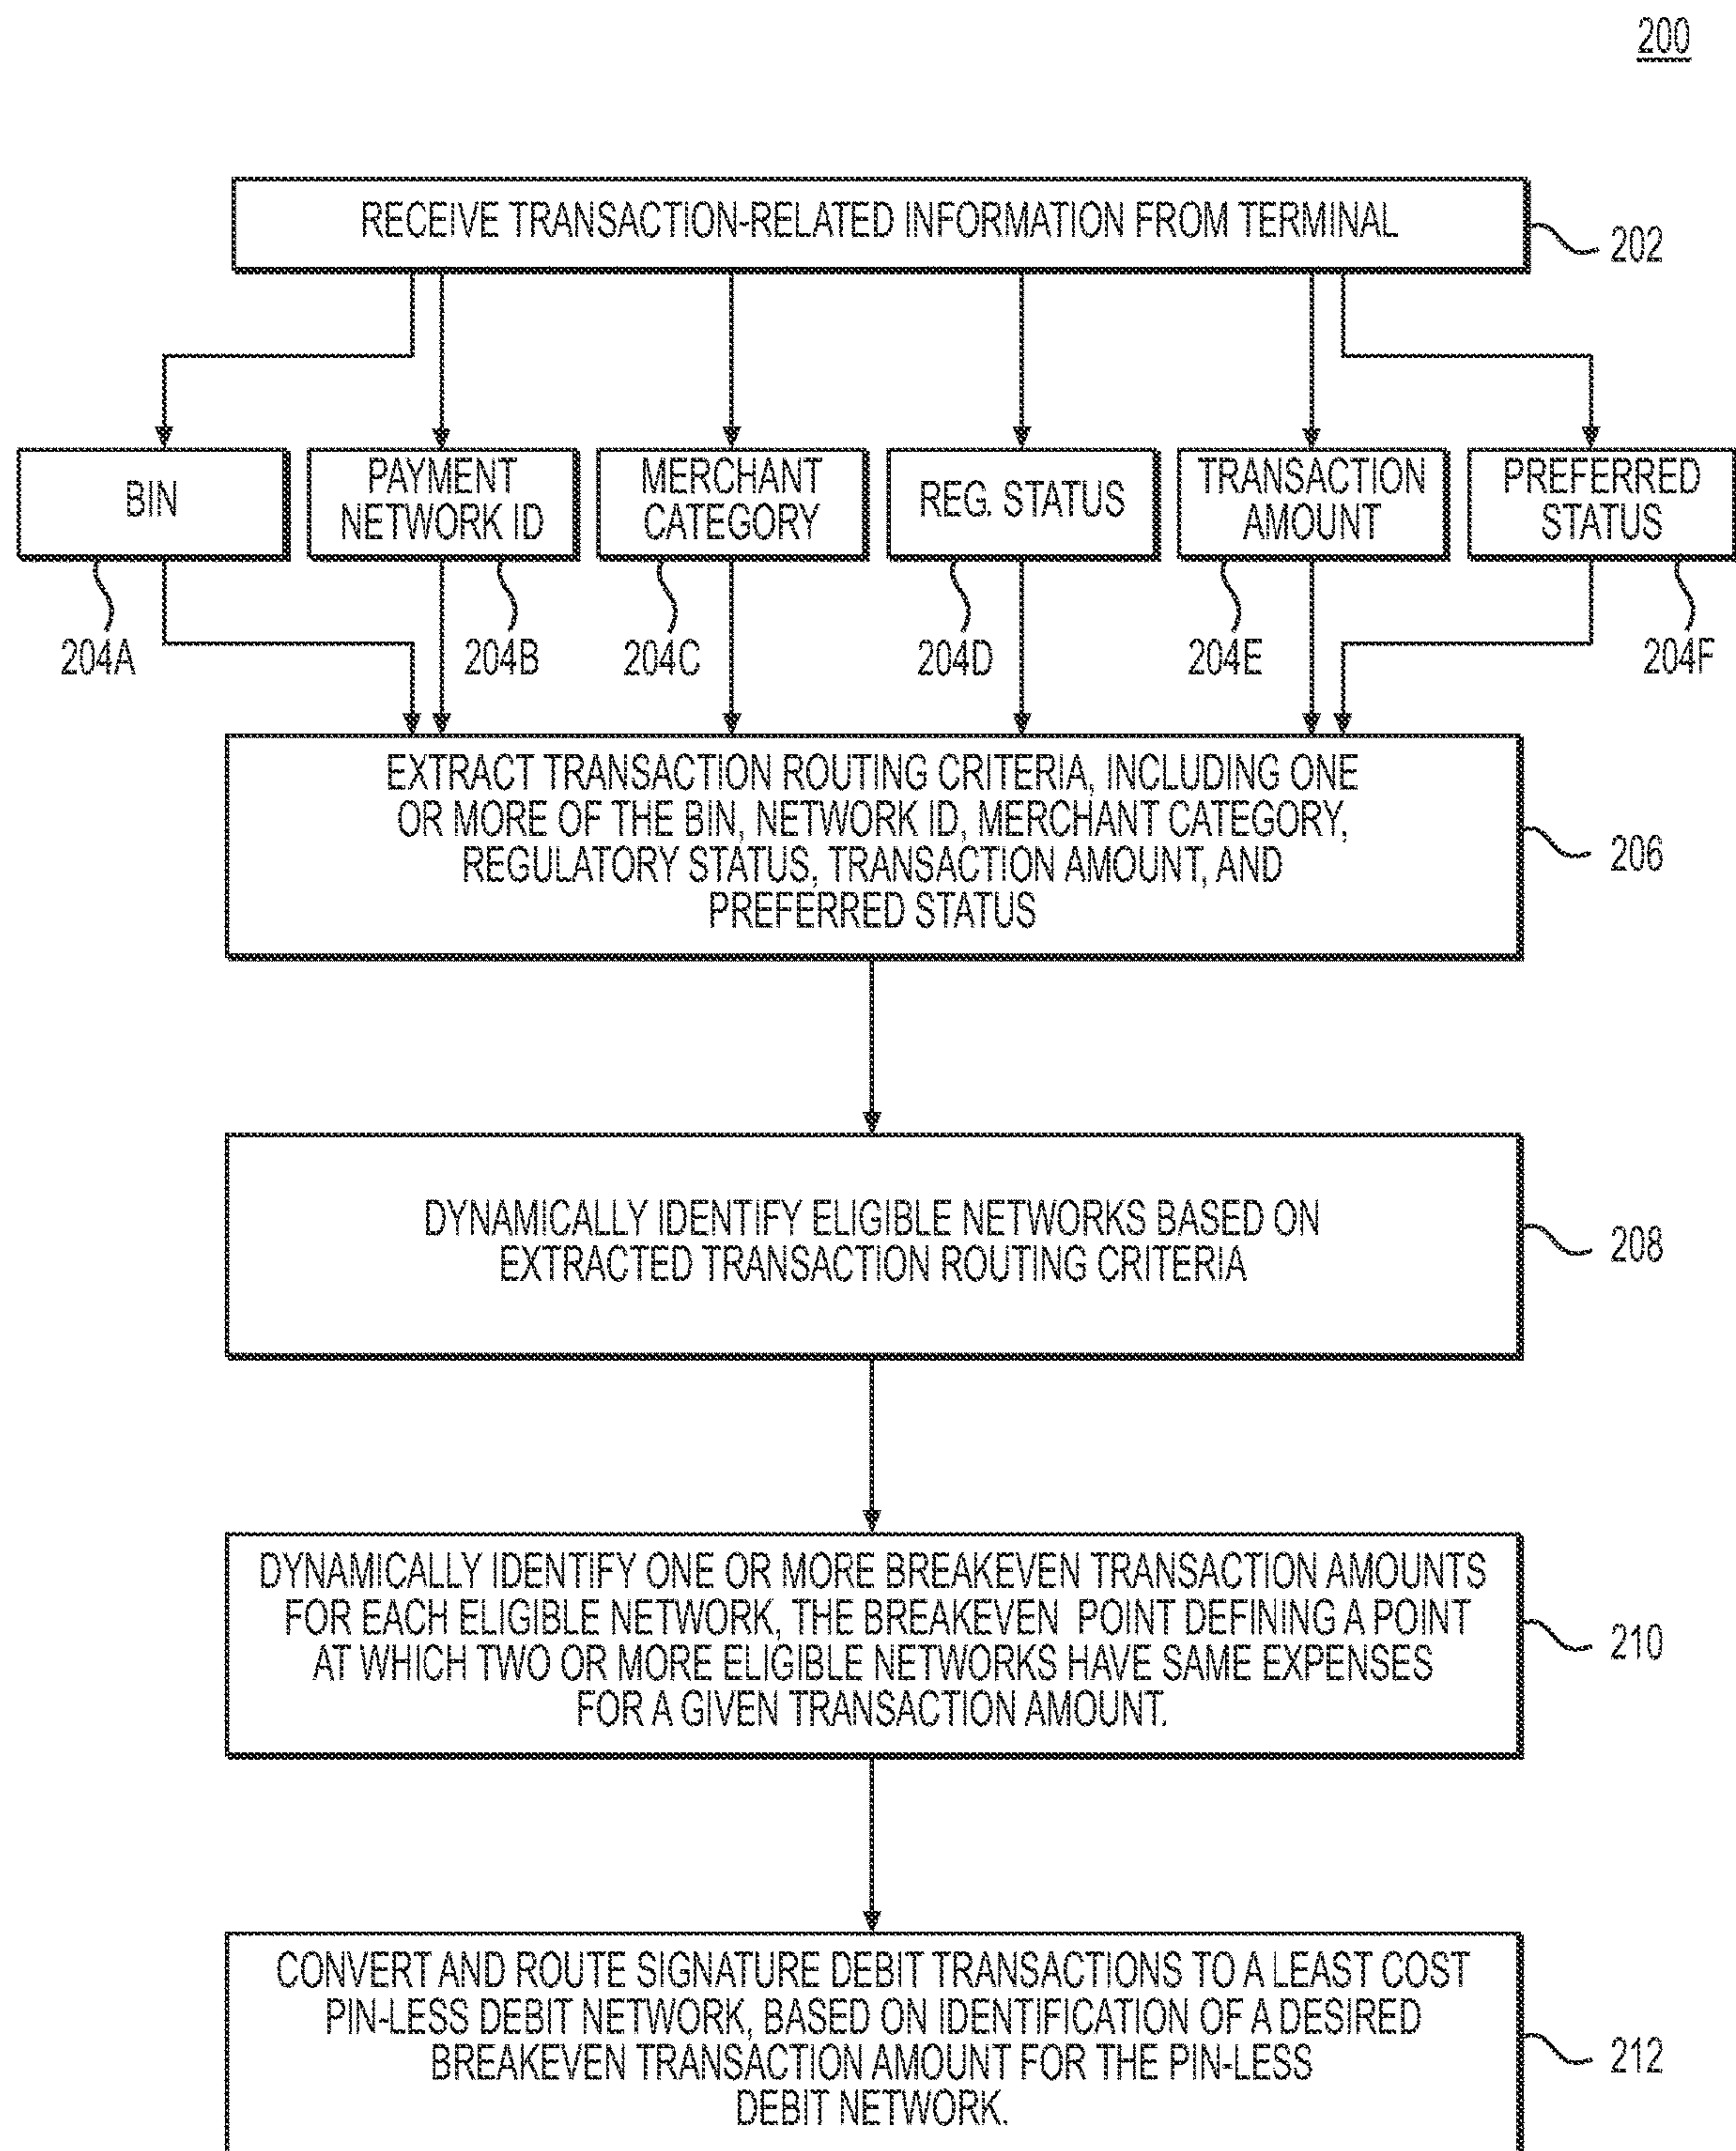 200
RECEIVE TRANSACTION-RELATED INFORMATION FROM TERMINAL
202
BIN
PAYMENT
NETWORK ID
MERCHANT
CATEGORY
REG. STATUS
TRANSACTION
AMOUNT
PREFERRED
STATUS
204A
204B
204C
204D
204E
204F
EXTRACT TRANSACTION ROUTING CRITERIA, INCLUDING ONE
OR MORE OF THE BIN, NETWORK ID, MERCHANT CATEGORY,
REGULATORY STATUS, TRANSACTION AMOUNT, AND
PREFERRED STATUS
206
DYNAMICALLY IDENTIFY ELIGIBLE NETWORKS BASED ON
EXTRACTED TRANSACTION ROUTING CRITERIA
208
DYNAMICALLY IDENTIFY ONE OR MORE BREAKEVEN TRANSACTION AMOUNTS
FOR EACH ELIGIBLE NETWORK, THE BREAKEVEN POINT DEFINING A POINT
AT WHICH TWO OR MORE ELIGIBLE NETWORKS HAVE SAME EXPENSES
FOR A GIVEN TRANSACTION AMOUNT.
210
CONVERT AND ROUTE SIGNATURE DEBIT TRANSACTIONS TO A LEAST COST
PIN-LESS DEBIT NETWORK, BASED ON IDENTIFICATION OF A DESIRED
BREAKEVEN TRANSACTION AMOUNT FOR THE PIN-LESS
DEBIT NETWORK.
212